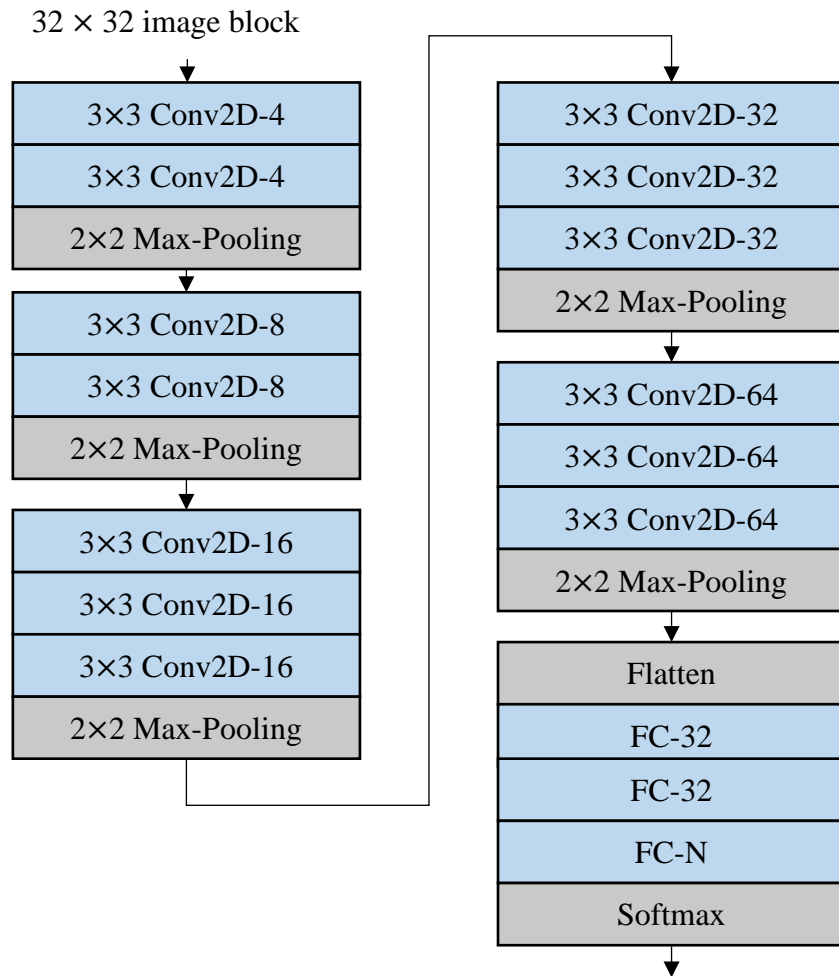 32 × 32 image block
3×3 Conv2D-4
3×3 Conv2D-4
2×2 Max-Pooling
3×3 Conv2D-8
3×3 Conv2D-8
2×2 Max-Pooling
3×3 Conv2D-16
3×3 Conv2D-16
3×3 Conv2D-16
2×2 Max-Pooling
3×3 Conv2D-32
3×3 Conv2D-32
3×3 Conv2D-32
2×2 Max-Pooling
3×3 Conv2D-64
3×3 Conv2D-64
3×3 Conv2D-64
2×2 Max-Pooling
Flatten
FC-32
FC-32
FC-N
Softmax